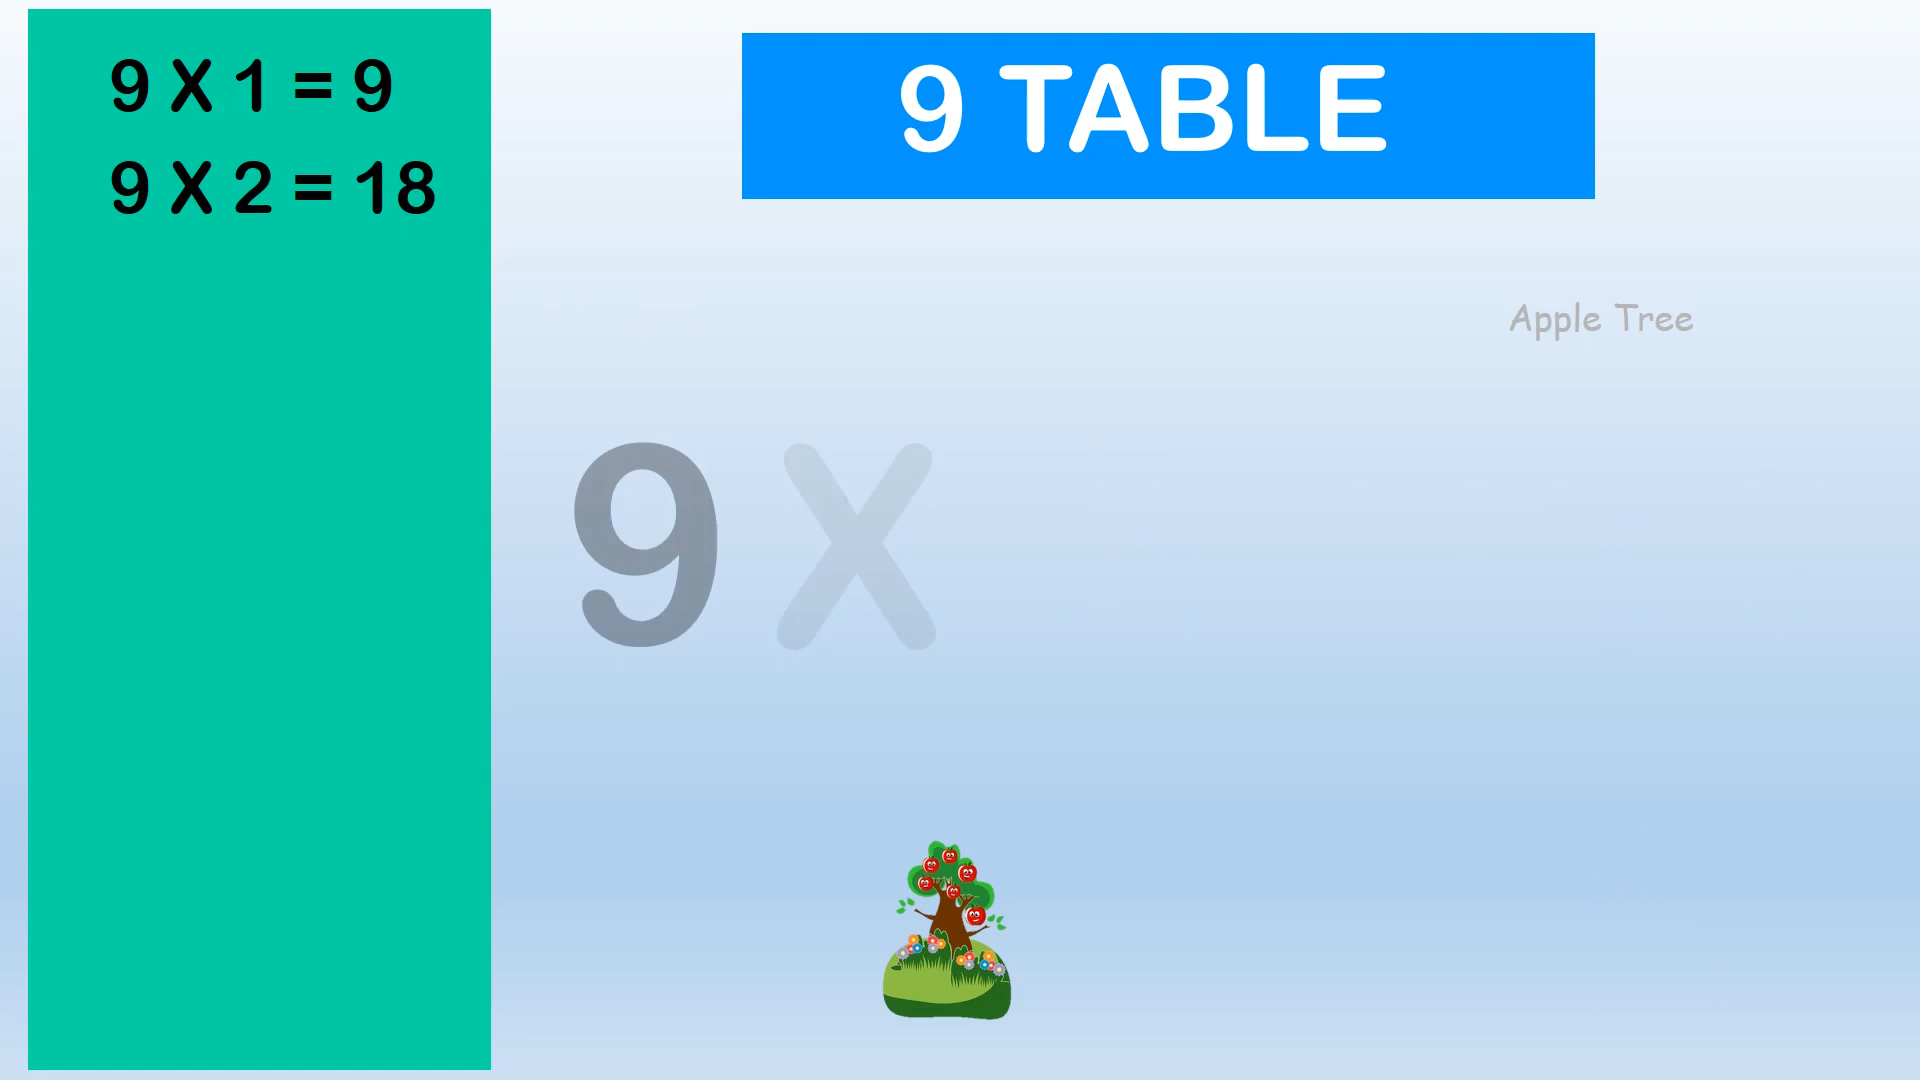 9 X 1 = 9
9 X 2 = 18
9 TABLE
Apple Tree
9 X